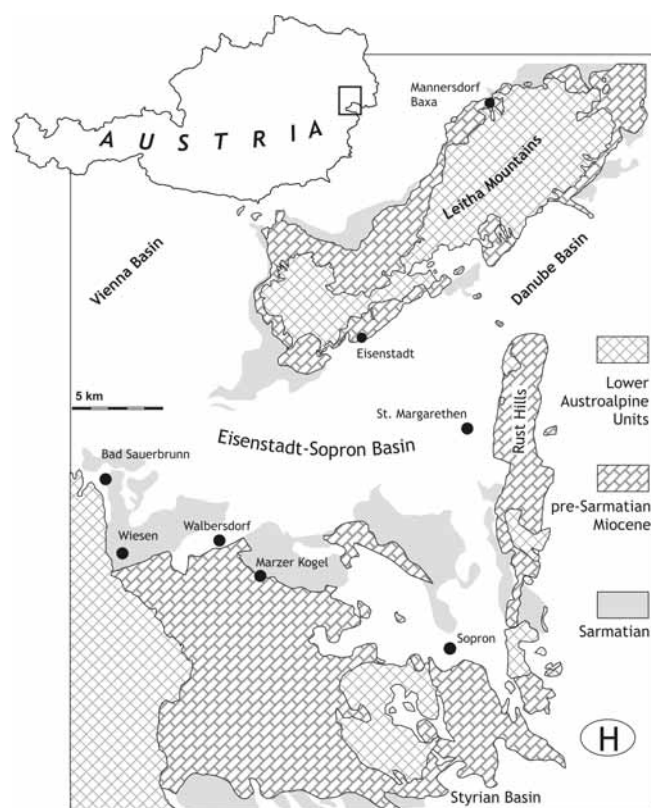 AUSTRIA
Mannersdorf
Baxa
Leitha Mountains
Vienna Basin
Danube Basin
Eisenstadt
5 km
Lower
Austroalpine
Units
St. Margarethen
Rust Hills
Eisenstadt-Sopron Basin
Bad Sauerbrunn
pre-Sarmatian
Miocene
Walbersdorf
Wiesen
Marzer Kogel
Sarmatian
Sopron
H
Styrian Basin